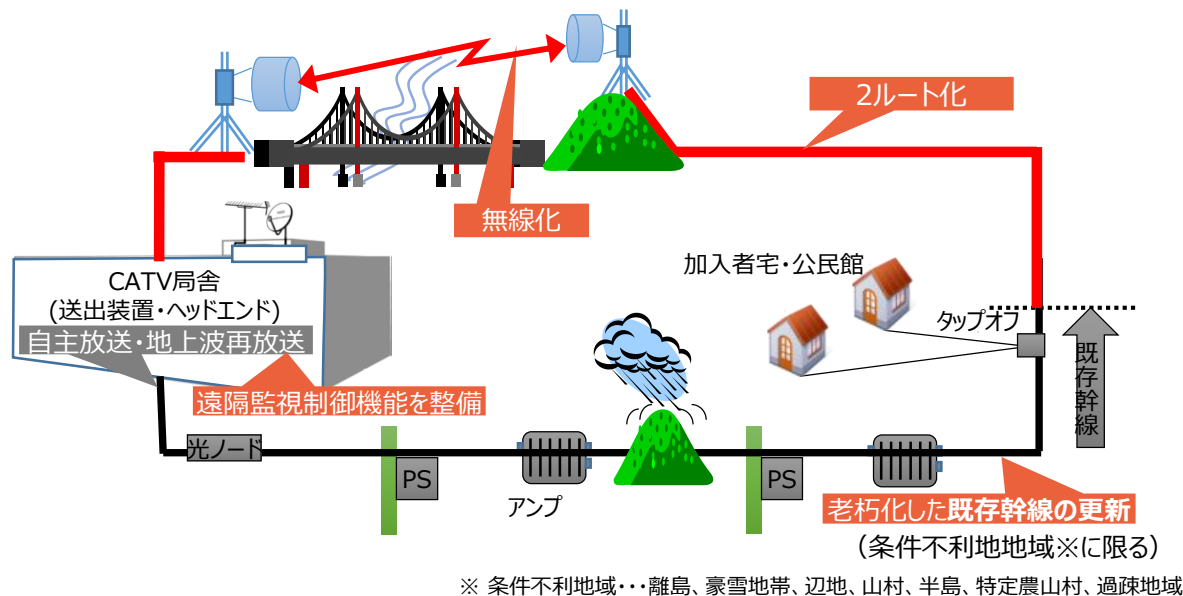 2ルート化
無線化
CATV局舎
(送出装置・ヘッドエンド)
自主放送・地上波再放送
遠隔監視制御機能を整備
加入者宅・公民館
タップオフ
既存幹線
光ノード
PS
アンプ
PS
老朽化した既存幹線の更新
（条件不利地地域※に限る）
※ 条件不利地域・・・離島、豪雪地帯、辺地、山村、半島、特定農山村、過疎地域